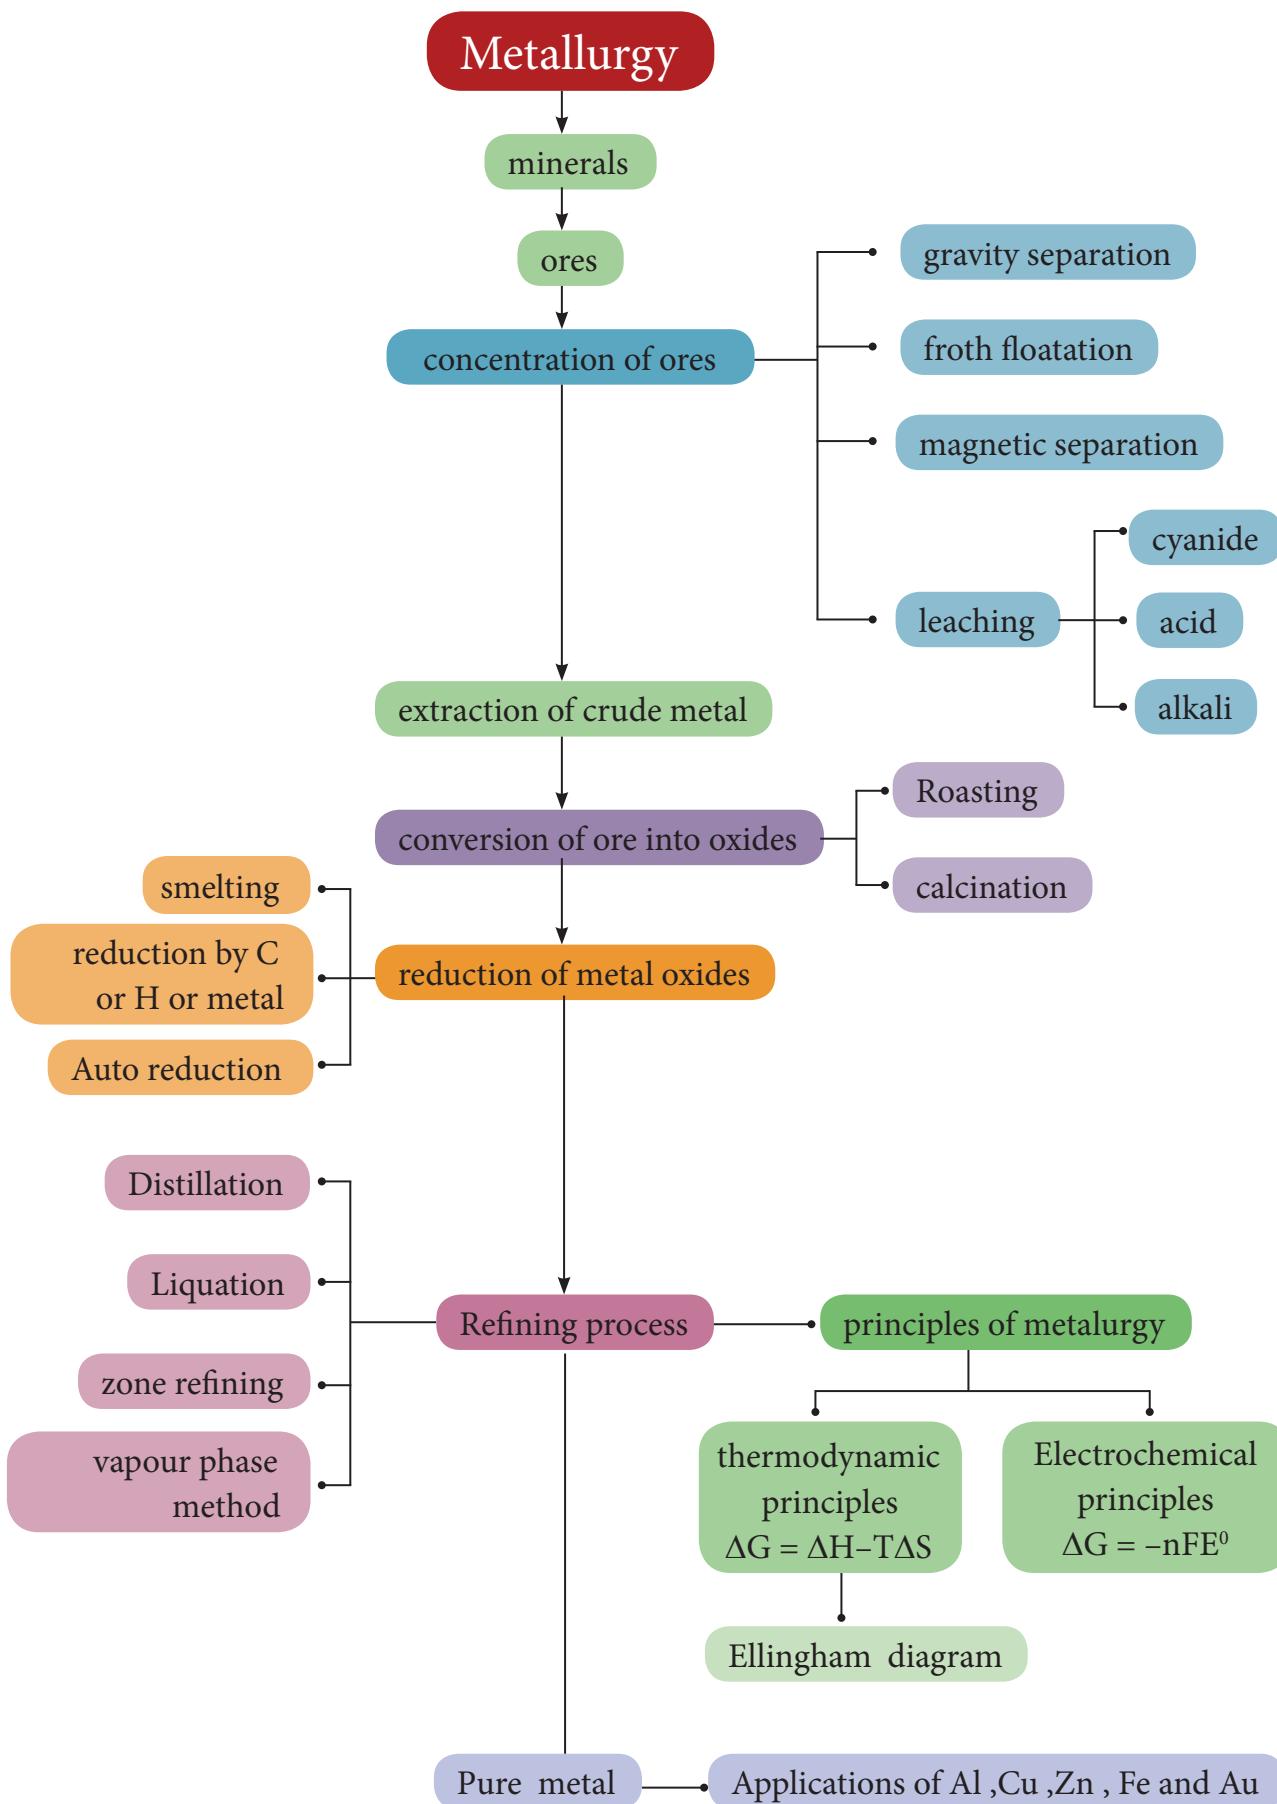 Metallurgy
minerals
ores
concentration of ores
gravity separation
froth floatation
magnetic separation
leaching
cyanide
acid
alkali
extraction of crude metal
conversion of ore into oxides
Roasting
calcination
reduction of metal oxides
smelting
reduction by C
or H or metal
Auto reduction
Refining process
Distillation
Liquation
zone refining
vapour phase
method
principles of metalurgy
thermodynamic
principles
ΔG = ΔH–TΔS
Electrochemical
principles
ΔG = –nFE⁰
Ellingham diagram
Pure metal
Applications of Al ,Cu ,Zn , Fe and Au